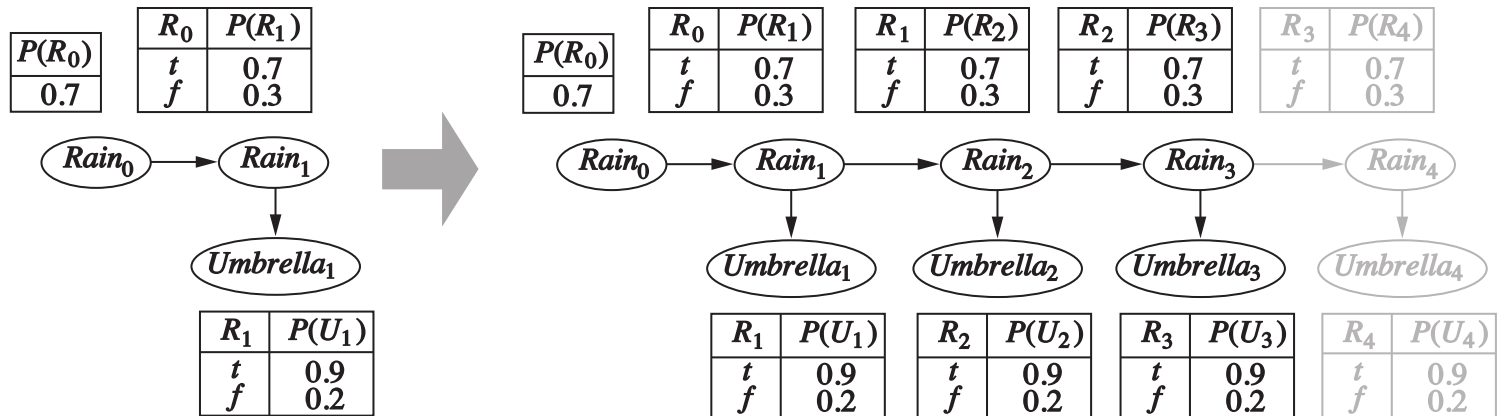 P(R0)
0.7
R0 P(R1)
t 0.7
f 0.3
Rain0 Rain1
Umbrella1
R1 P(U1)
t 0.9
f 0.2
P(R0)
0.7
R0 P(R1)
t 0.7
f 0.3
R1 P(R2)
t 0.7
f 0.3
R2 P(R3)
t 0.7
f 0.3
R3 P(R4)
t 0.7
f 0.3
Rain0 Rain1 Rain2 Rain3 Rain4
Umbrella1 Umbrella2 Umbrella3 Umbrella4
R1 P(U1)
t 0.9
f 0.2
R2 P(U2)
t 0.9
f 0.2
R3 P(U3)
t 0.9
f 0.2
R4 P(U4)
t 0.9
f 0.2